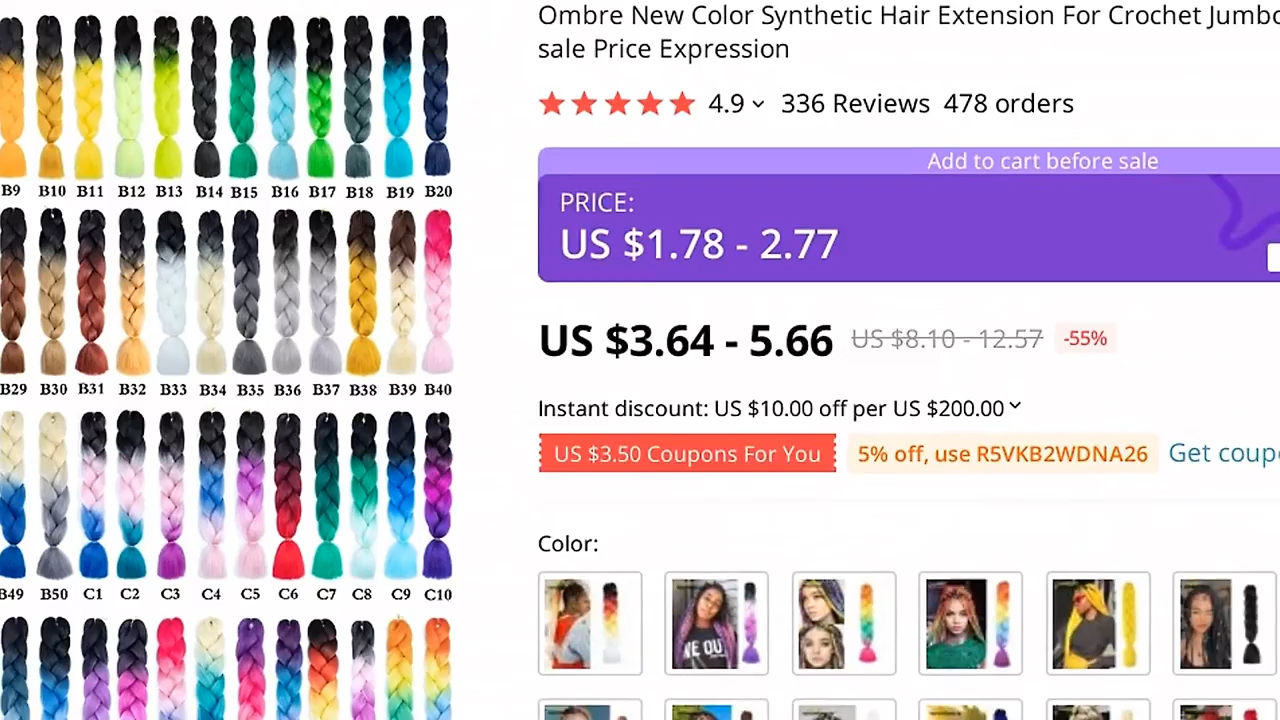 B9 B10 B11 B12 B13 B14 B15 B16 B17 B18 B19 B20
B29 B30 B31 B32 B33 B34 B35 B36 B37 B38 B39 B40
B49 B50 C1 C2 C3 C4 C5 C6 C7 C8 C9 C10
Ombre New Color Synthetic Hair Extension For Crochet Jumbo
sale Price Expression
4.9 336 Reviews 478 orders
Add to cart before sale
PRICE:
US $1.78 - 2.77
US $3.64 - 5.66 US $8.10 - 12.57 -55%
Instant discount: US $10.00 off per US $200.00
US $3.50 Coupons For You 5% off, use R5VKB2WDNA26 Get coup
Color: